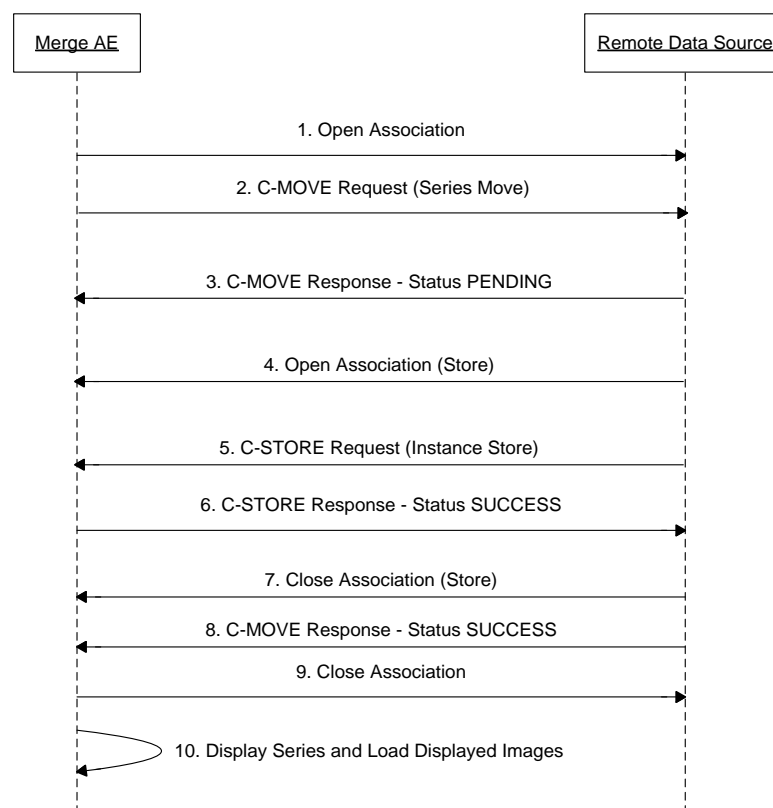 Merge AE
Remote Data Source
1. Open Association
2. C-MOVE Request (Series Move)
3. C-MOVE Response - Status PENDING
4. Open Association (Store)
5. C-STORE Request (Instance Store)
6. C-STORE Response - Status SUCCESS
7. Close Association (Store)
8. C-MOVE Response - Status SUCCESS
9. Close Association
10. Display Series and Load Displayed Images